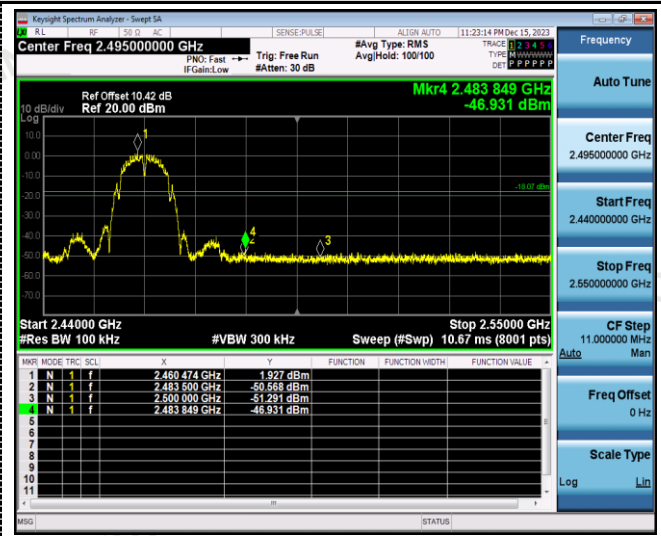 Keysight Spectrum Analyzer - Swept SA
RL RF 50 Ω AC SENSE:PULSE ALIGN AUTO 11:23:14 PM Dec 15, 2023
Center Freq 2.495000000 GHz
PNO: Fast Trig: Free Run #Avg Type: RMS TRACE 1 2 3 4 5 6
IFGain:Low #Atten: 30 dB Avg|Hold: 100/100 TYPE M WWWWW
DET P P P P P P
Frequency
Auto Tune
Center Freq
2.495000000 GHz
Start Freq
2.440000000 GHz
Stop Freq
2.550000000 GHz
CF Step
11.000000 MHz
Auto Man
Freq Offset
0 Hz
Scale Type
Log Lin
Ref Offset 10.42 dB Mkr4 2.483 849 GHz
10 dB/div Ref 20.00 dBm -46.931 dBm
Log
10.0
0.00
-10.0
-20.0
-30.0
-40.0
-50.0
-60.0
-70.0
1
-18.07 dBm
4
2
3
Start 2.44000 GHz Stop 2.55000 GHz
#Res BW 100 kHz #VBW 300 kHz Sweep (#Swp) 10.67 ms (8001 pts)
MKR MODE TRC SCL X Y FUNCTION FUNCTION WIDTH FUNCTION VALUE
1 N 1 f 2.460 474 GHz 1.927 dBm
2 N 1 f 2.483 500 GHz -50.568 dBm
3 N 1 f 2.500 000 GHz -51.291 dBm
4 N 1 f 2.483 849 GHz -46.931 dBm
5
6
7
8
9
10
11
MSG STATUS